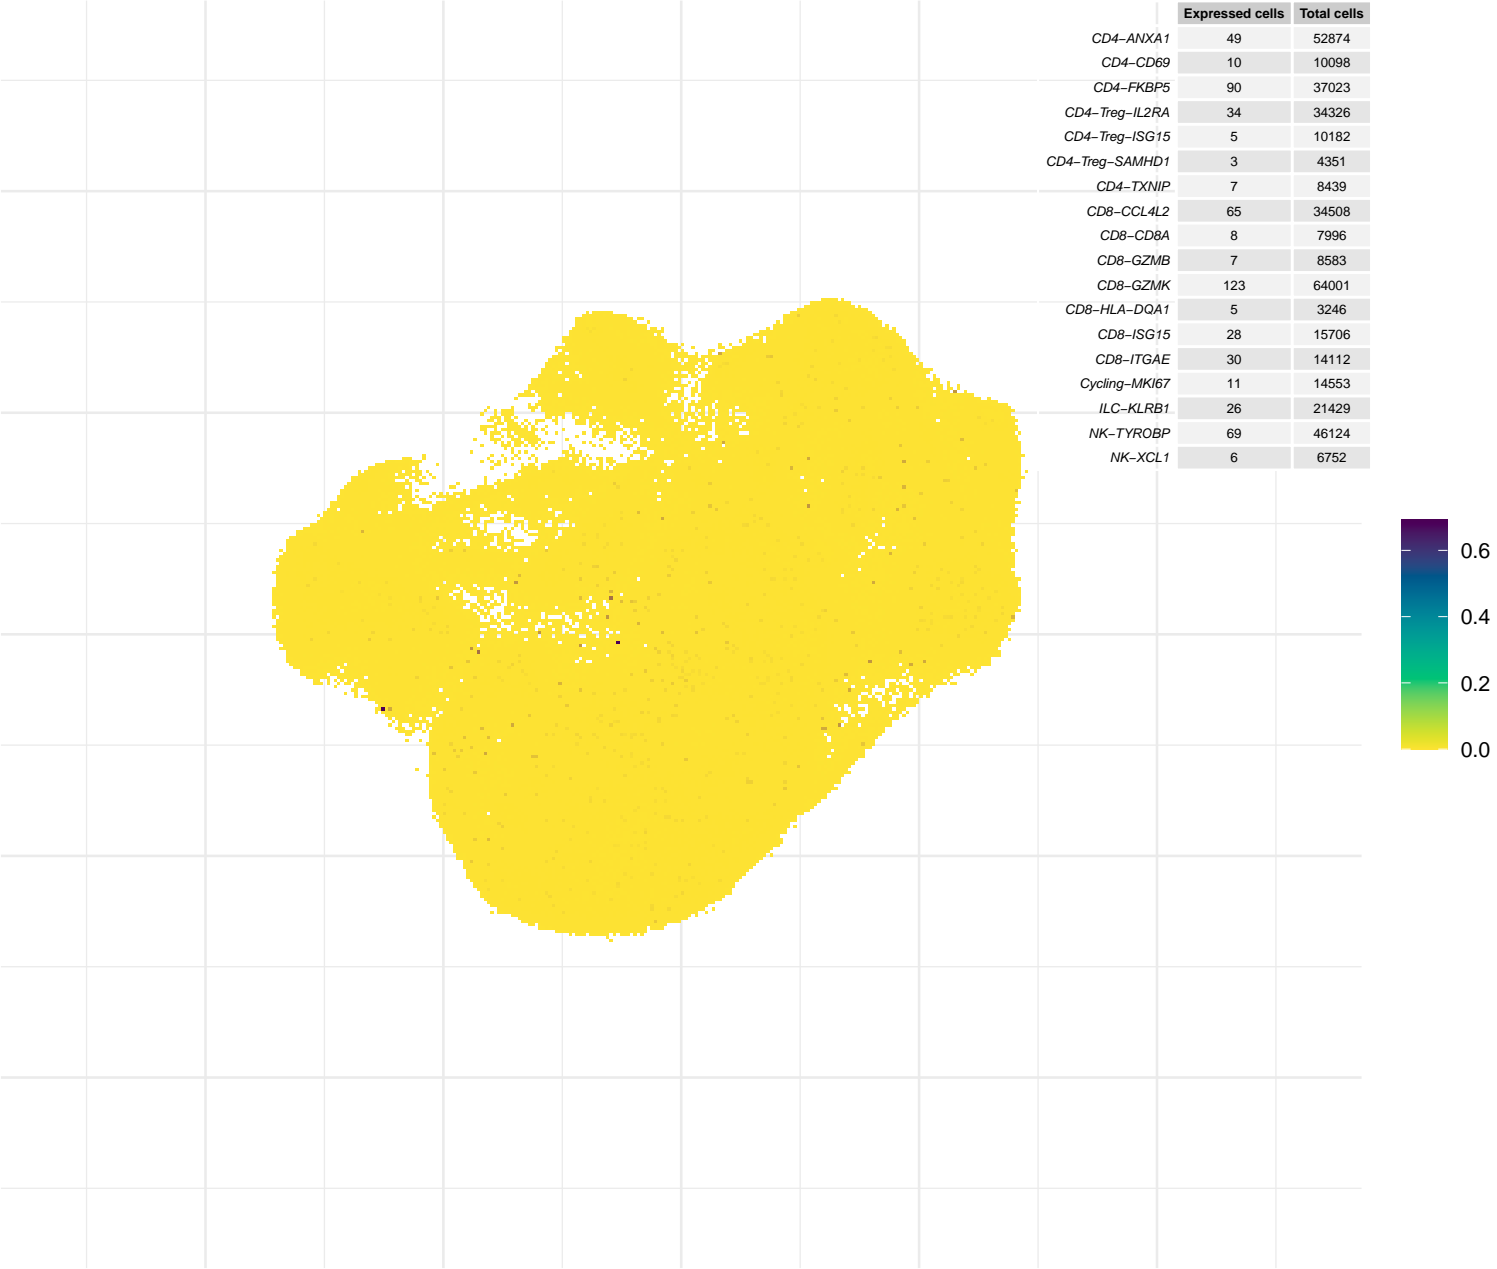 Expressed cells Total cells
CD4−ANXA1 49 52874
CD4−CD69 10 10098
CD4−FKBP5 90 37023
CD4−Treg−IL2RA 34 34326
CD4−Treg−ISG15 5 10182
CD4−Treg−SAMHD1 3 4351
CD4−TXNIP 7 8439
CD8−CCL4L2 65 34508
CD8−CD8A 8 7996
CD8−GZMB 7 8583
CD8−GZMK 123 64001
CD8−HLA−DQA1 5 3246
CD8−ISG15 28 15706
CD8−ITGAE 30 14112
Cycling−MKI67 11 14553
ILC−KLRB1 26 21429
NK−TYROBP 69 46124
NK−XCL1 6 6752
0.6
0.4
0.2
0.0